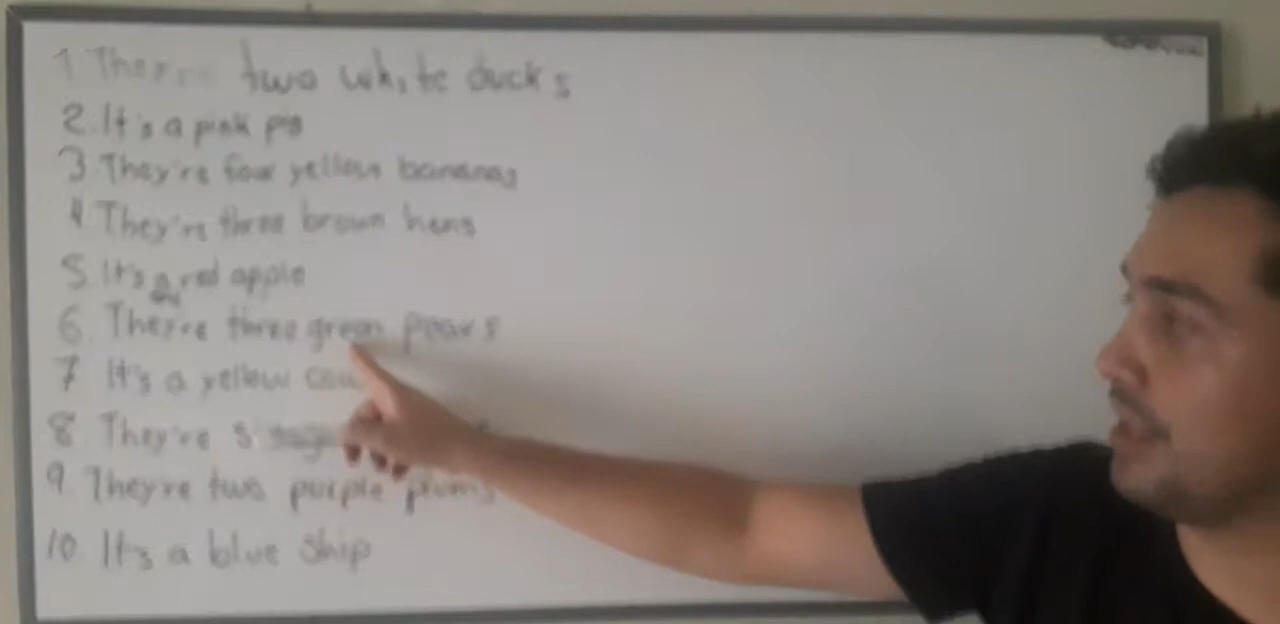 1 They're two white ducks
2. It's a pink pig
3 They're four yellow bananas
4 They're three brown hens
5. It's a red apple
6. They're three green pears
7 It's a yellow
8 They're
9 They're two purple plums
10 It's a blue ship